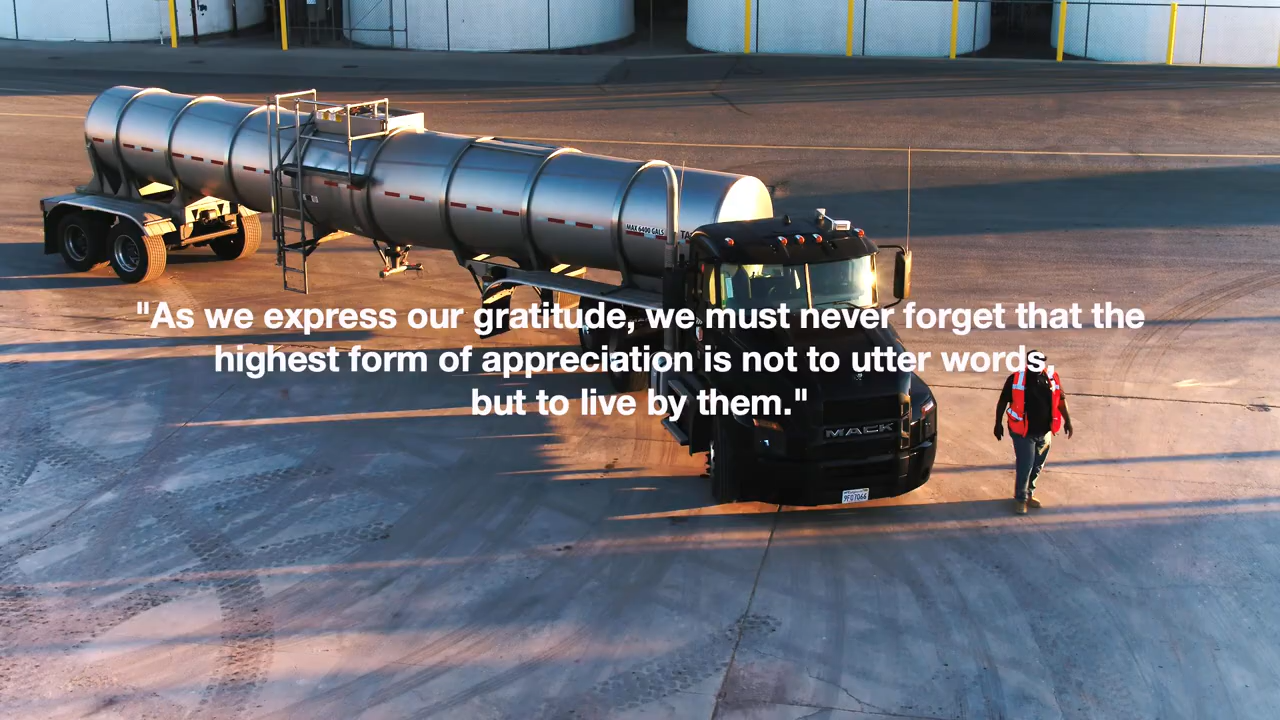 MAX 6400 GALS
"As we express our gratitude, we must never forget that the
highest form of appreciation is not to utter words,
but to live by them."
MACK